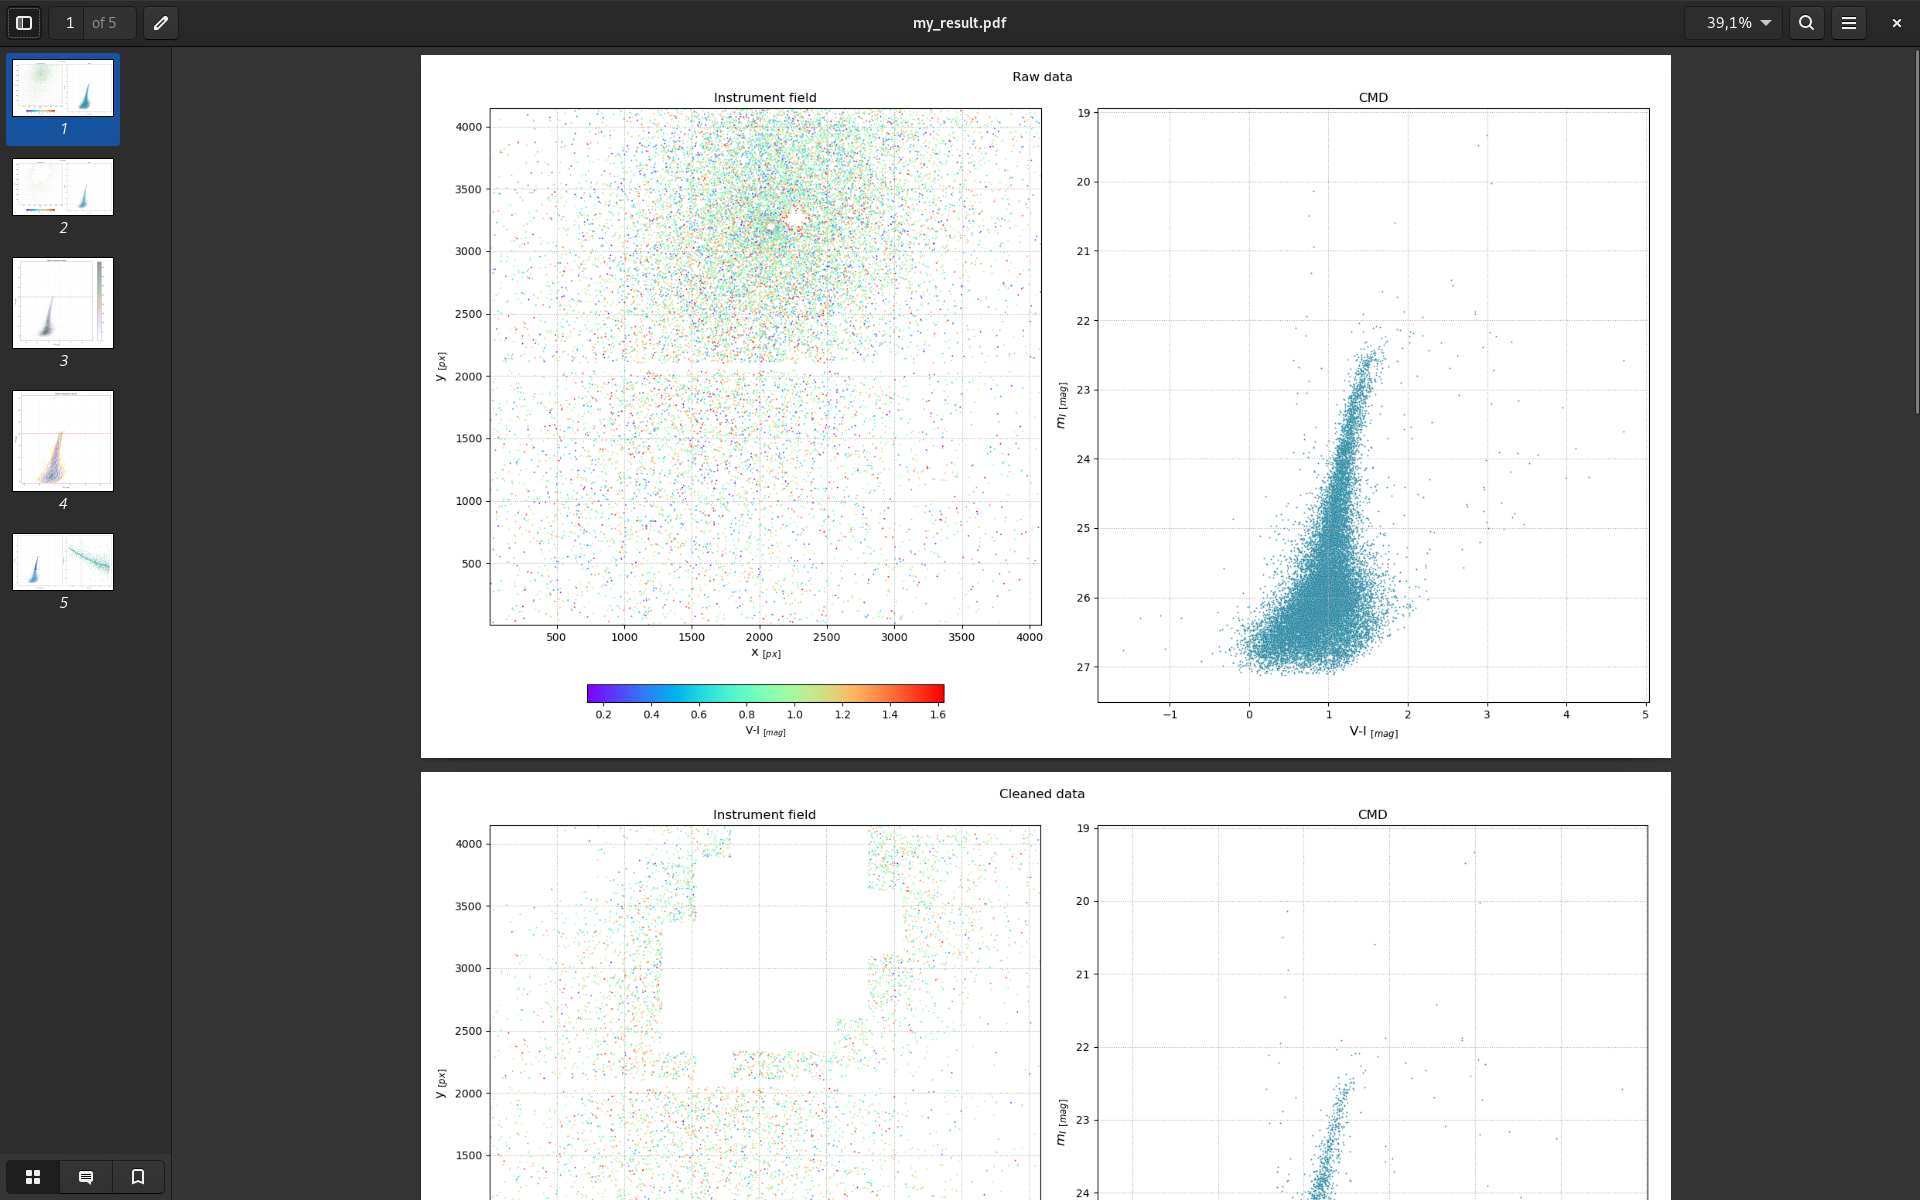 1 of 5
my_result.pdf
39,1%
1
2
3
4
5
Raw data
Instrument field
CMD
4000
3500
3000
2500
2000
1500
1000
500
y [px]
500 1000 1500 2000 2500 3000 3500 4000
x [px]
0.2 0.4 0.6 0.8 1.0 1.2 1.4 1.6
V-I [mag]
19
20
21
22
23
24
25
26
27
m_I [mag]
−1 0 1 2 3 4 5
V-I [mag]
Cleaned data
Instrument field
CMD
4000
3500
3000
2500
2000
1500
y [px]
19
20
21
22
23
24
m_I [mag]